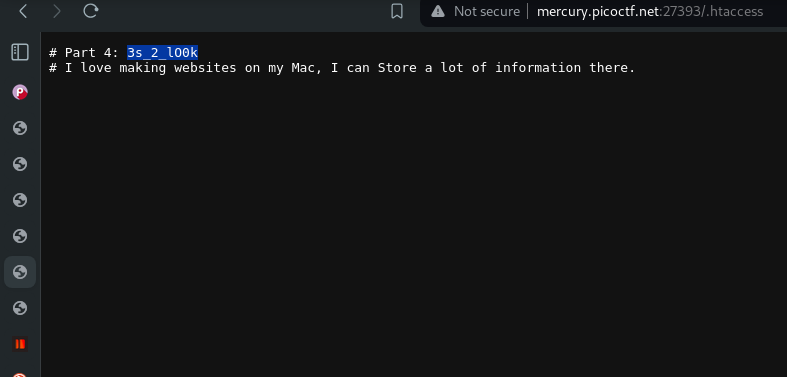 Not secure mercury.picoctf.net:27393/.htaccess
# Part 4: 3s_2_lO0k
# I love making websites on my Mac, I can Store a lot of information there.